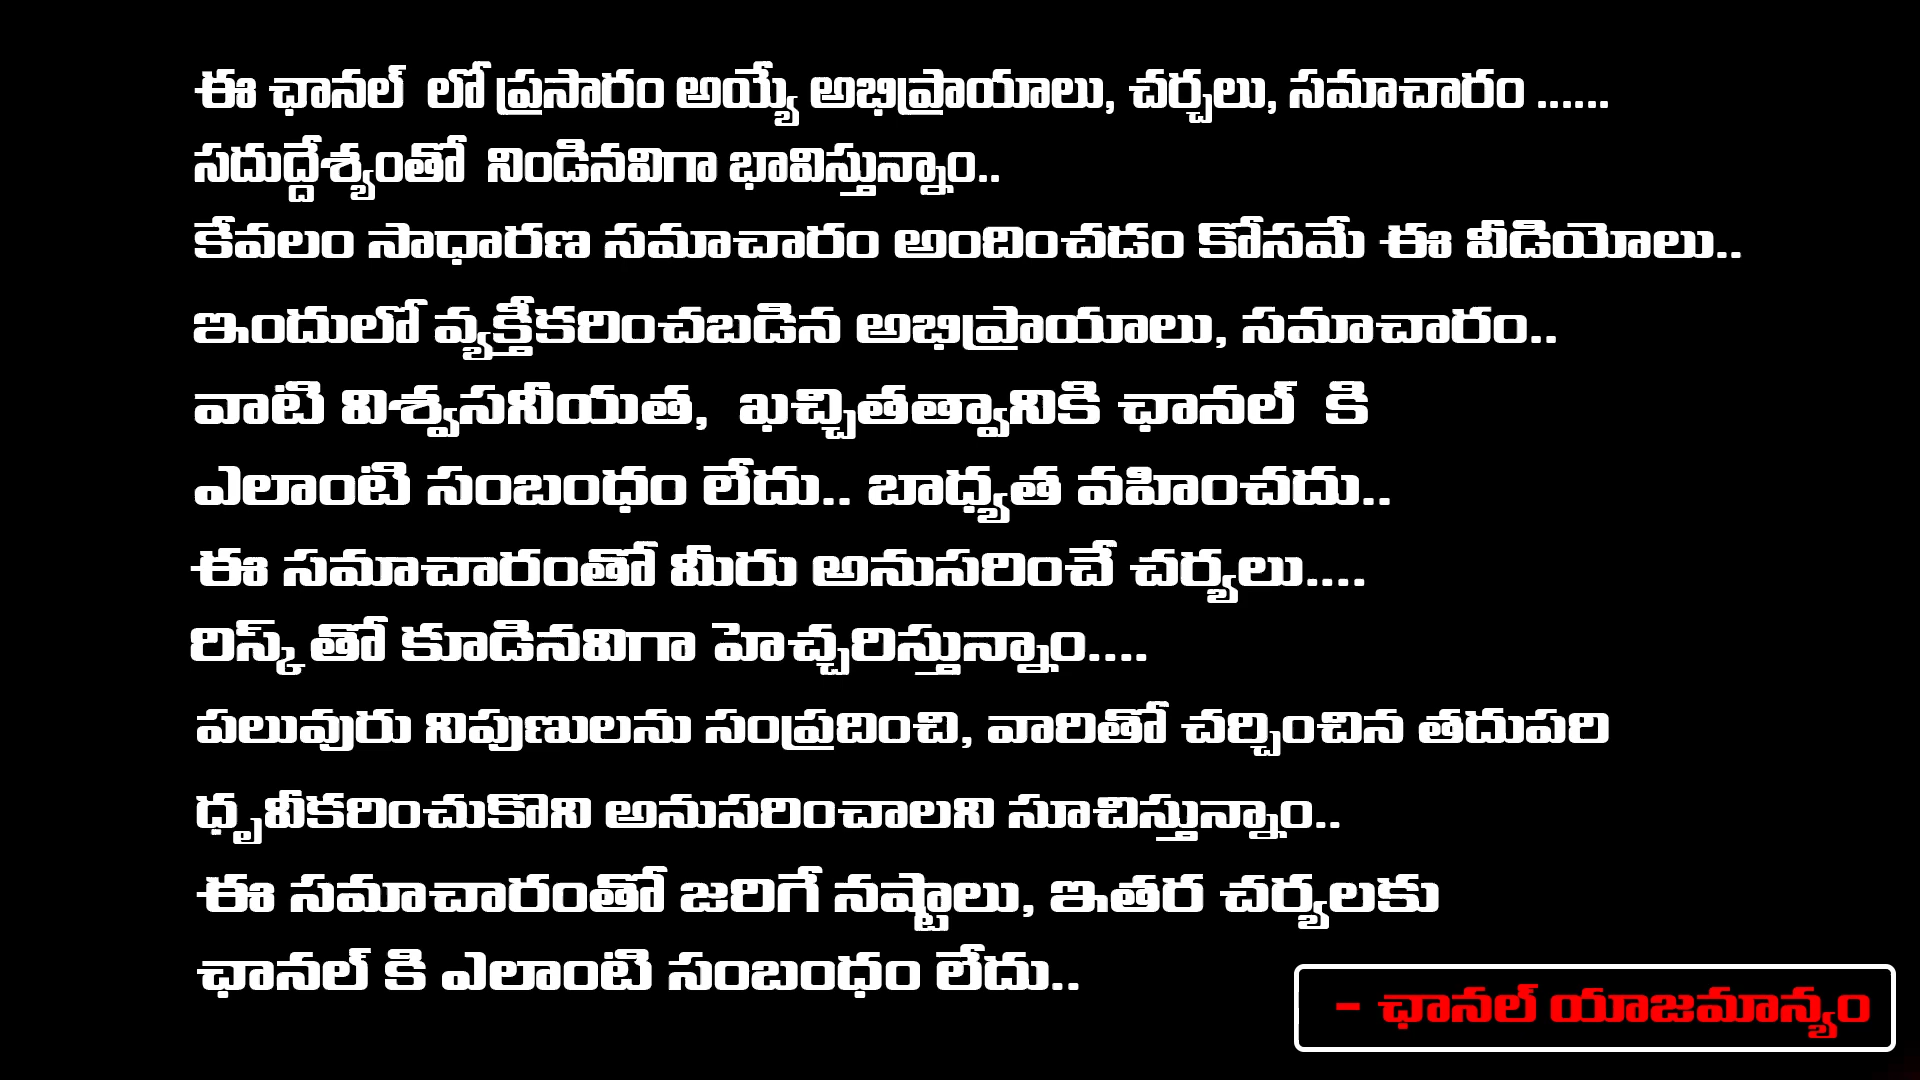 ఈ ఛానల్ లో ప్రసారం అయ్యే అభిప్రాయాలు, చర్చలు, సమాచారం ......
సదుద్దేశ్యంతో నిండినవిగా భావిస్తున్నాం..
కేవలం సాధారణ సమాచారం అందించడం కోసమే ఈ వీడియోలు..
ఇందులో వ్యక్తీకరించబడిన అభిప్రాయాలు, సమాచారం..
వాటి విశ్వసనీయత, ఖచ్చితత్వానికి ఛానల్ కి
ఎలాంటి సంబంధం లేదు.. బాధ్యత వహించదు..
ఈ సమాచారంతో మీరు అనుసరించే చర్యలు....
రిస్క్ తో కూడినవిగా హెచ్చరిస్తున్నాం....
పలువురు నిపుణులను సంప్రదించి, వారితో చర్చించిన తదుపరి
ధృవీకరించుకొని అనుసరించాలని సూచిస్తున్నాం..
ఈ సమాచారంతో జరిగే నష్టాలు, ఇతర చర్యలకు
ఛానల్ కి ఎలాంటి సంబంధం లేదు..
- ఛానల్ యాజమాన్యం